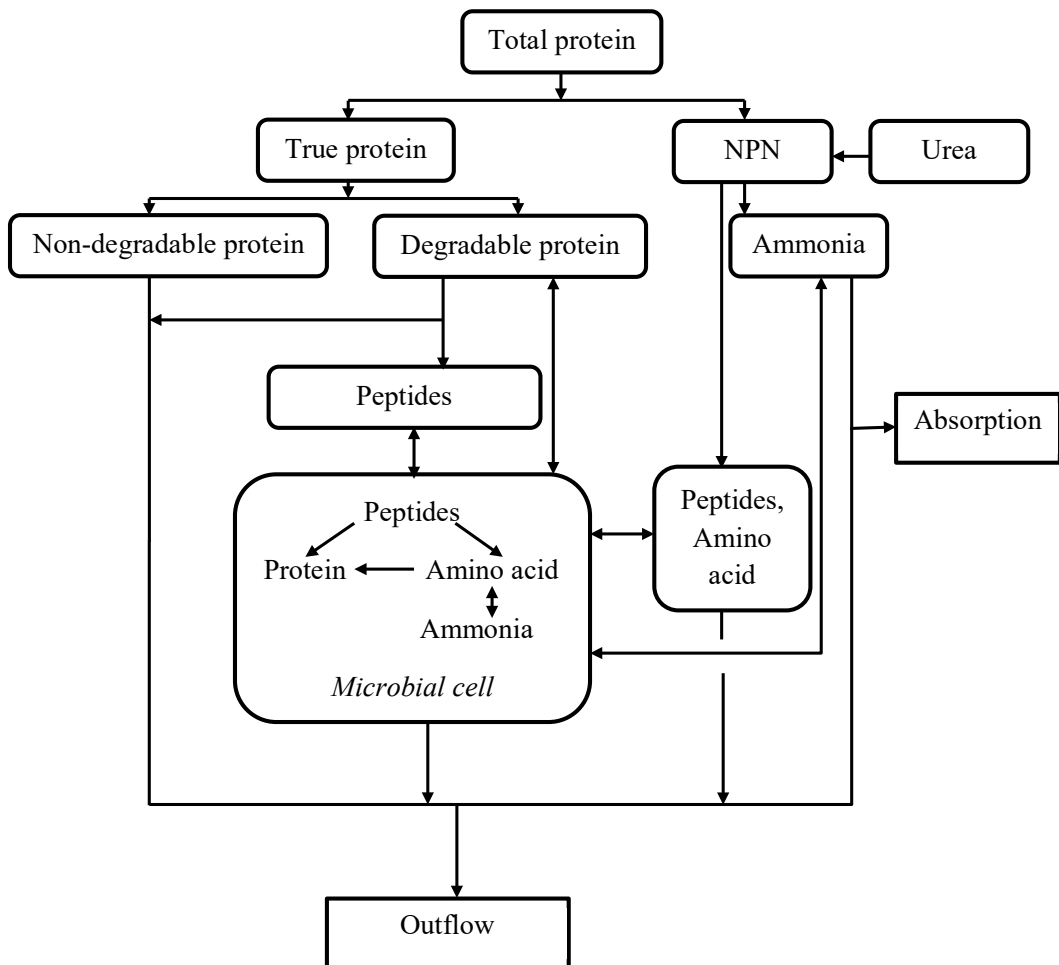 Total protein
True protein
NPN
Urea
Non-degradable protein
Degradable protein
Ammonia
Peptides
Absorption
Peptides,
Amino
acid
Peptides
Protein
Amino acid
Ammonia
Microbial cell
Outflow